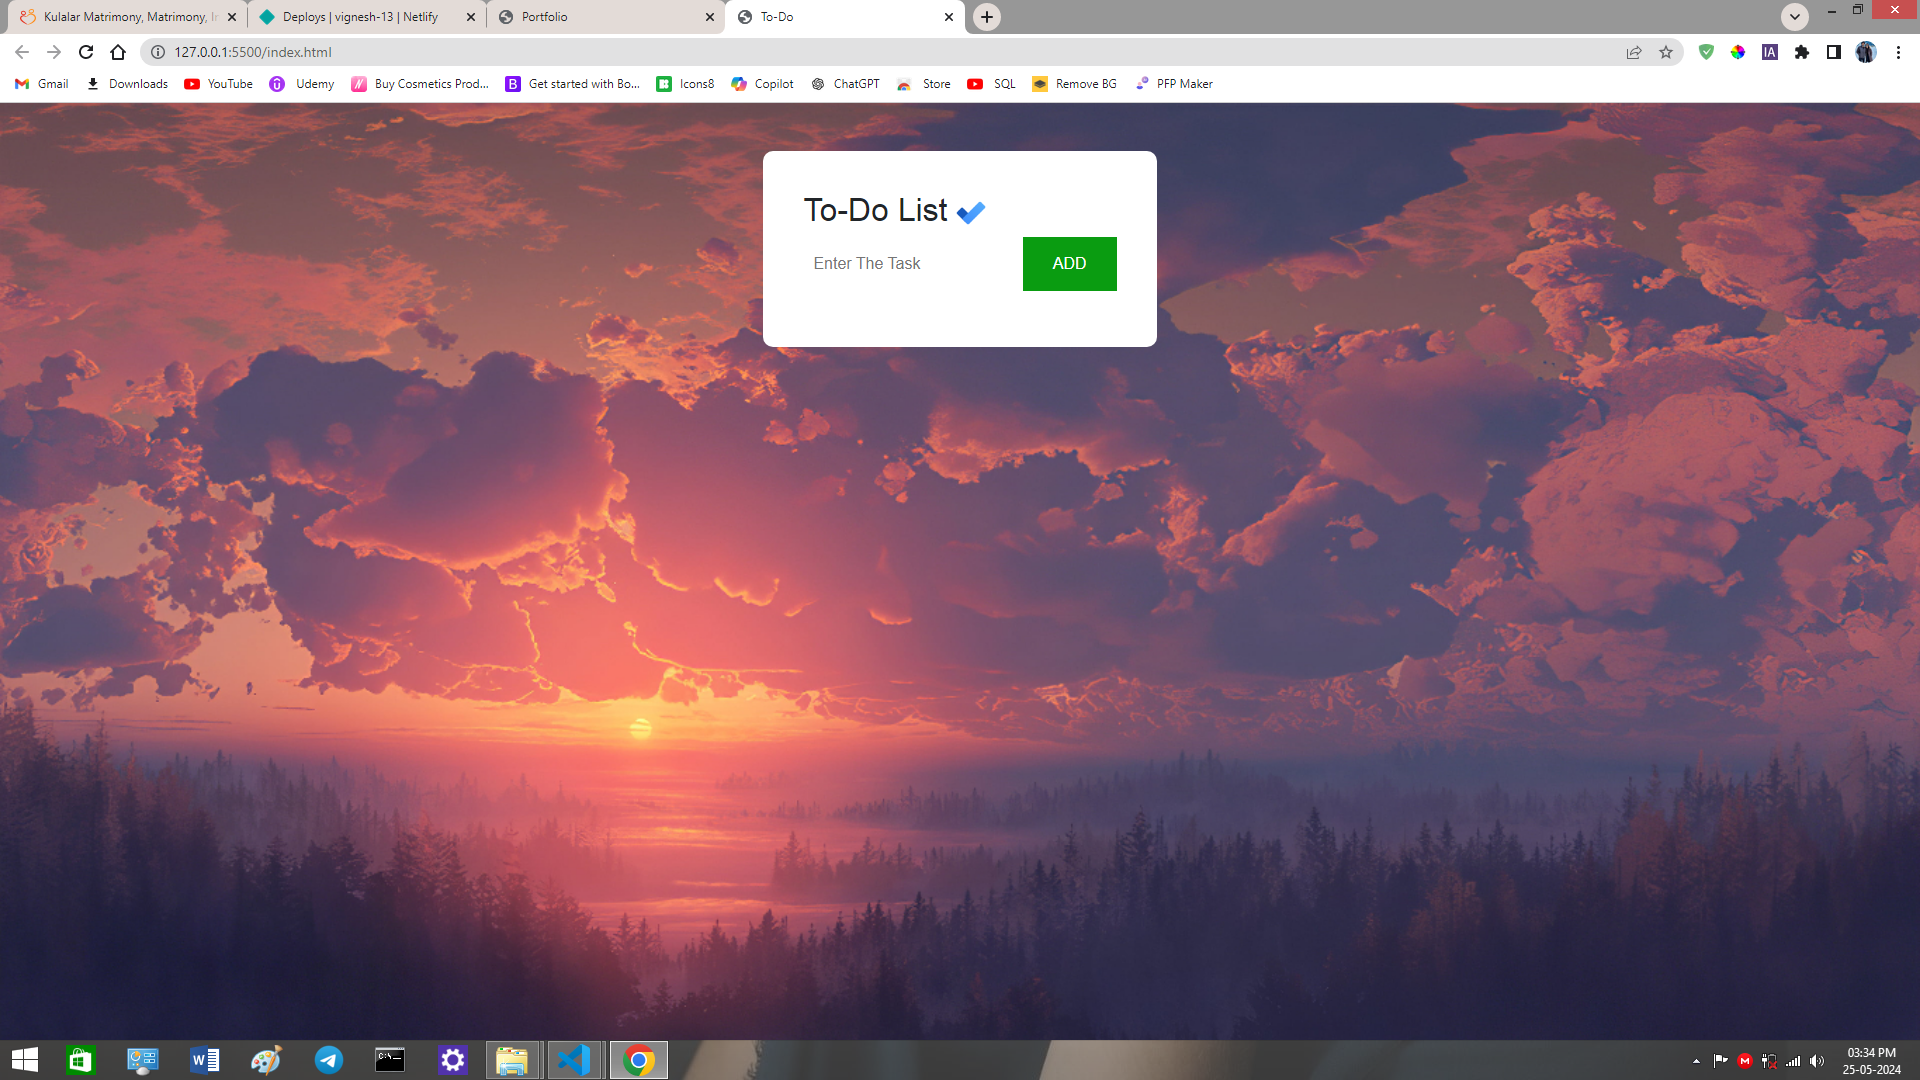 Kulalar Matrimony, Matrimony, In
Deploys | vignesh-13 | Netlify
Portfolio
To-Do
127.0.0.1:5500/index.html
IA
Gmail
Downloads
YouTube
Udemy
Buy Cosmetics Prod...
Get started with Bo...
Icons8
Copilot
ChatGPT
Store
SQL
Remove BG
PFP Maker
To-Do List
Enter The Task
ADD
03:34 PM
25-05-2024